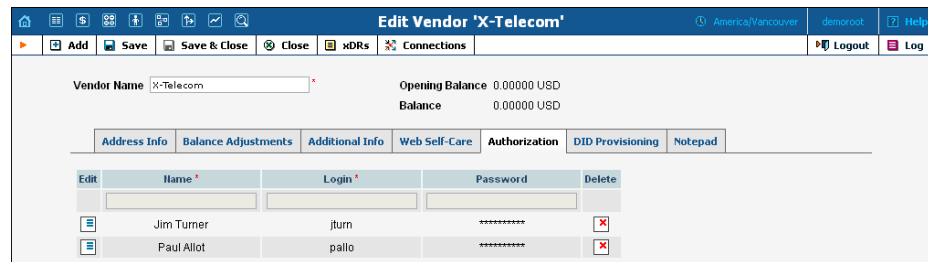 Edit Vendor 'X-Telecom' America/Vancouver demoroot ? Help
Add Save Save & Close Close xDRs Connections Logout Log
Vendor Name X-Telecom * Opening Balance 0.00000 USD
Balance 0.00000 USD
Address Info Balance Adjustments Additional Info Web Self-Care Authorization DID Provisioning Notepad
Edit Name * Login * Password Delete
Jim Turner jturn **********
Paul Allot pallo **********